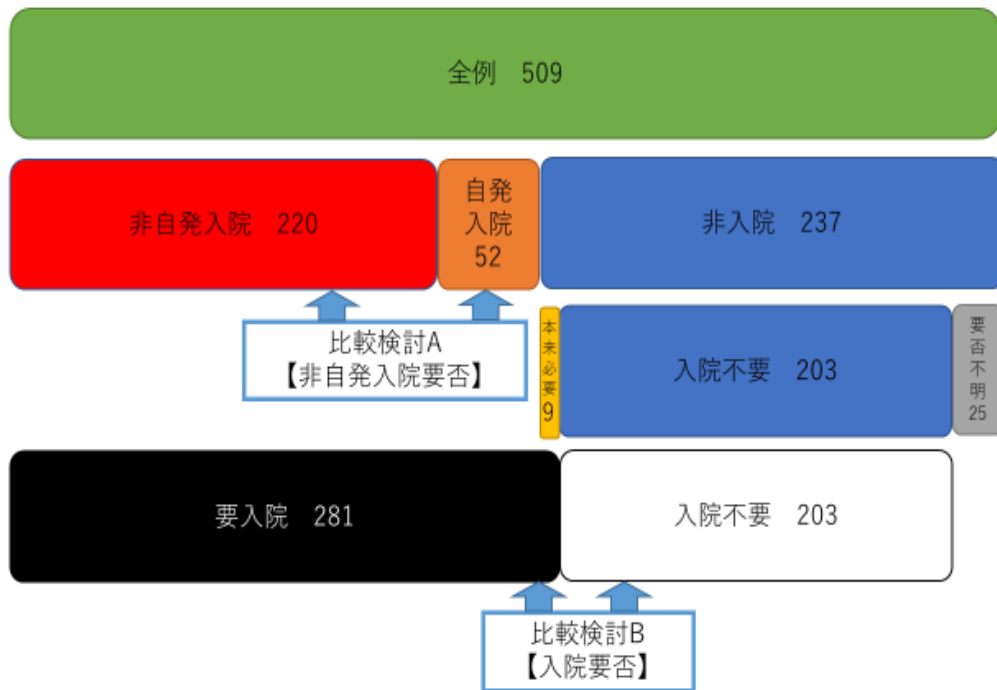 全例　509
非自発入院　220
自発
入院
52
非入院　237
比較検討A
【非自発入院要否】
本来必要9
入院不要　203
要否不明25
要入院　281
入院不要　203
比較検討B
【入院要否】